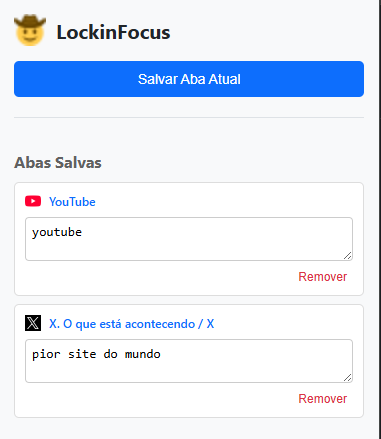 LockinFocus
Salvar Aba Atual
Abas Salvas
YouTube
youtube
Remover
X. O que está acontecendo / X
pior site do mundo
Remover